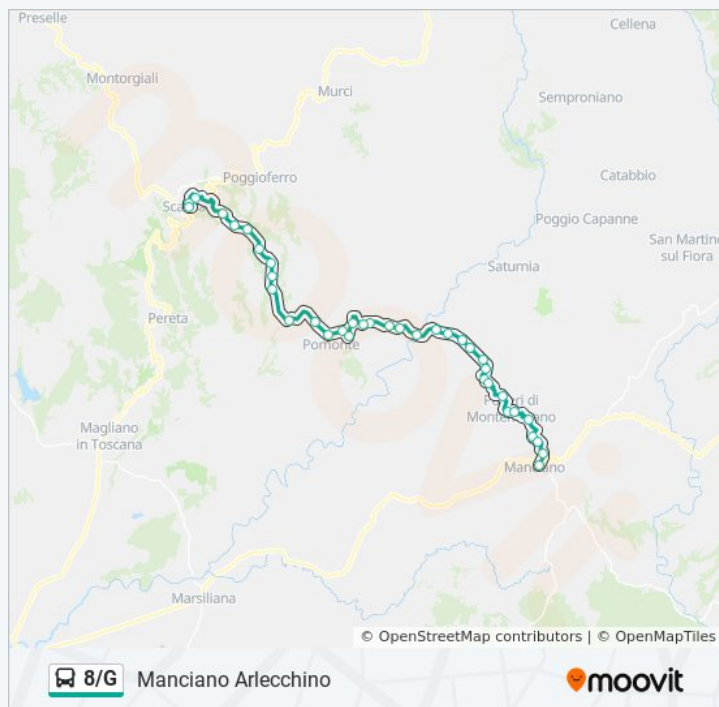 Preselle
Cellena
Montorgiali
Murci
Semproniano
Poggioferro
Catabbio
Poggio Capanne
San Martino
sul Fiora
Saturnia
Pereta
Pomonte
Magliano
in Toscana
Manciano
Marsiliana
© OpenStreetMap contributors | © OpenMapTiles
8/G Manciano Arlecchino
moovit